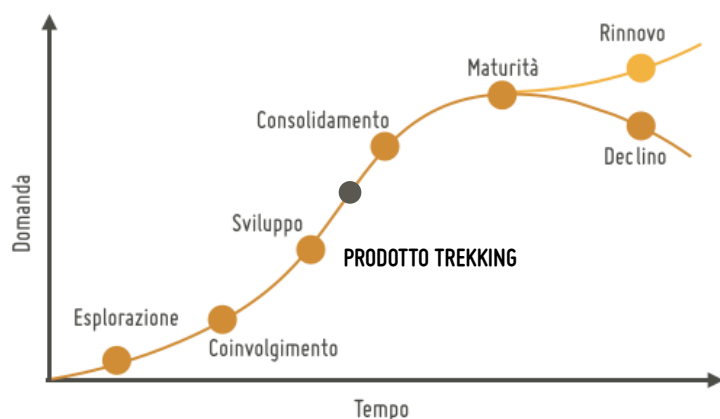 Rinnovo
Maturità
Consolidamento
Declino
Sviluppo
PRODOTTO TREKKING
Esplorazione
Coinvolgimento
Domanda
Tempo